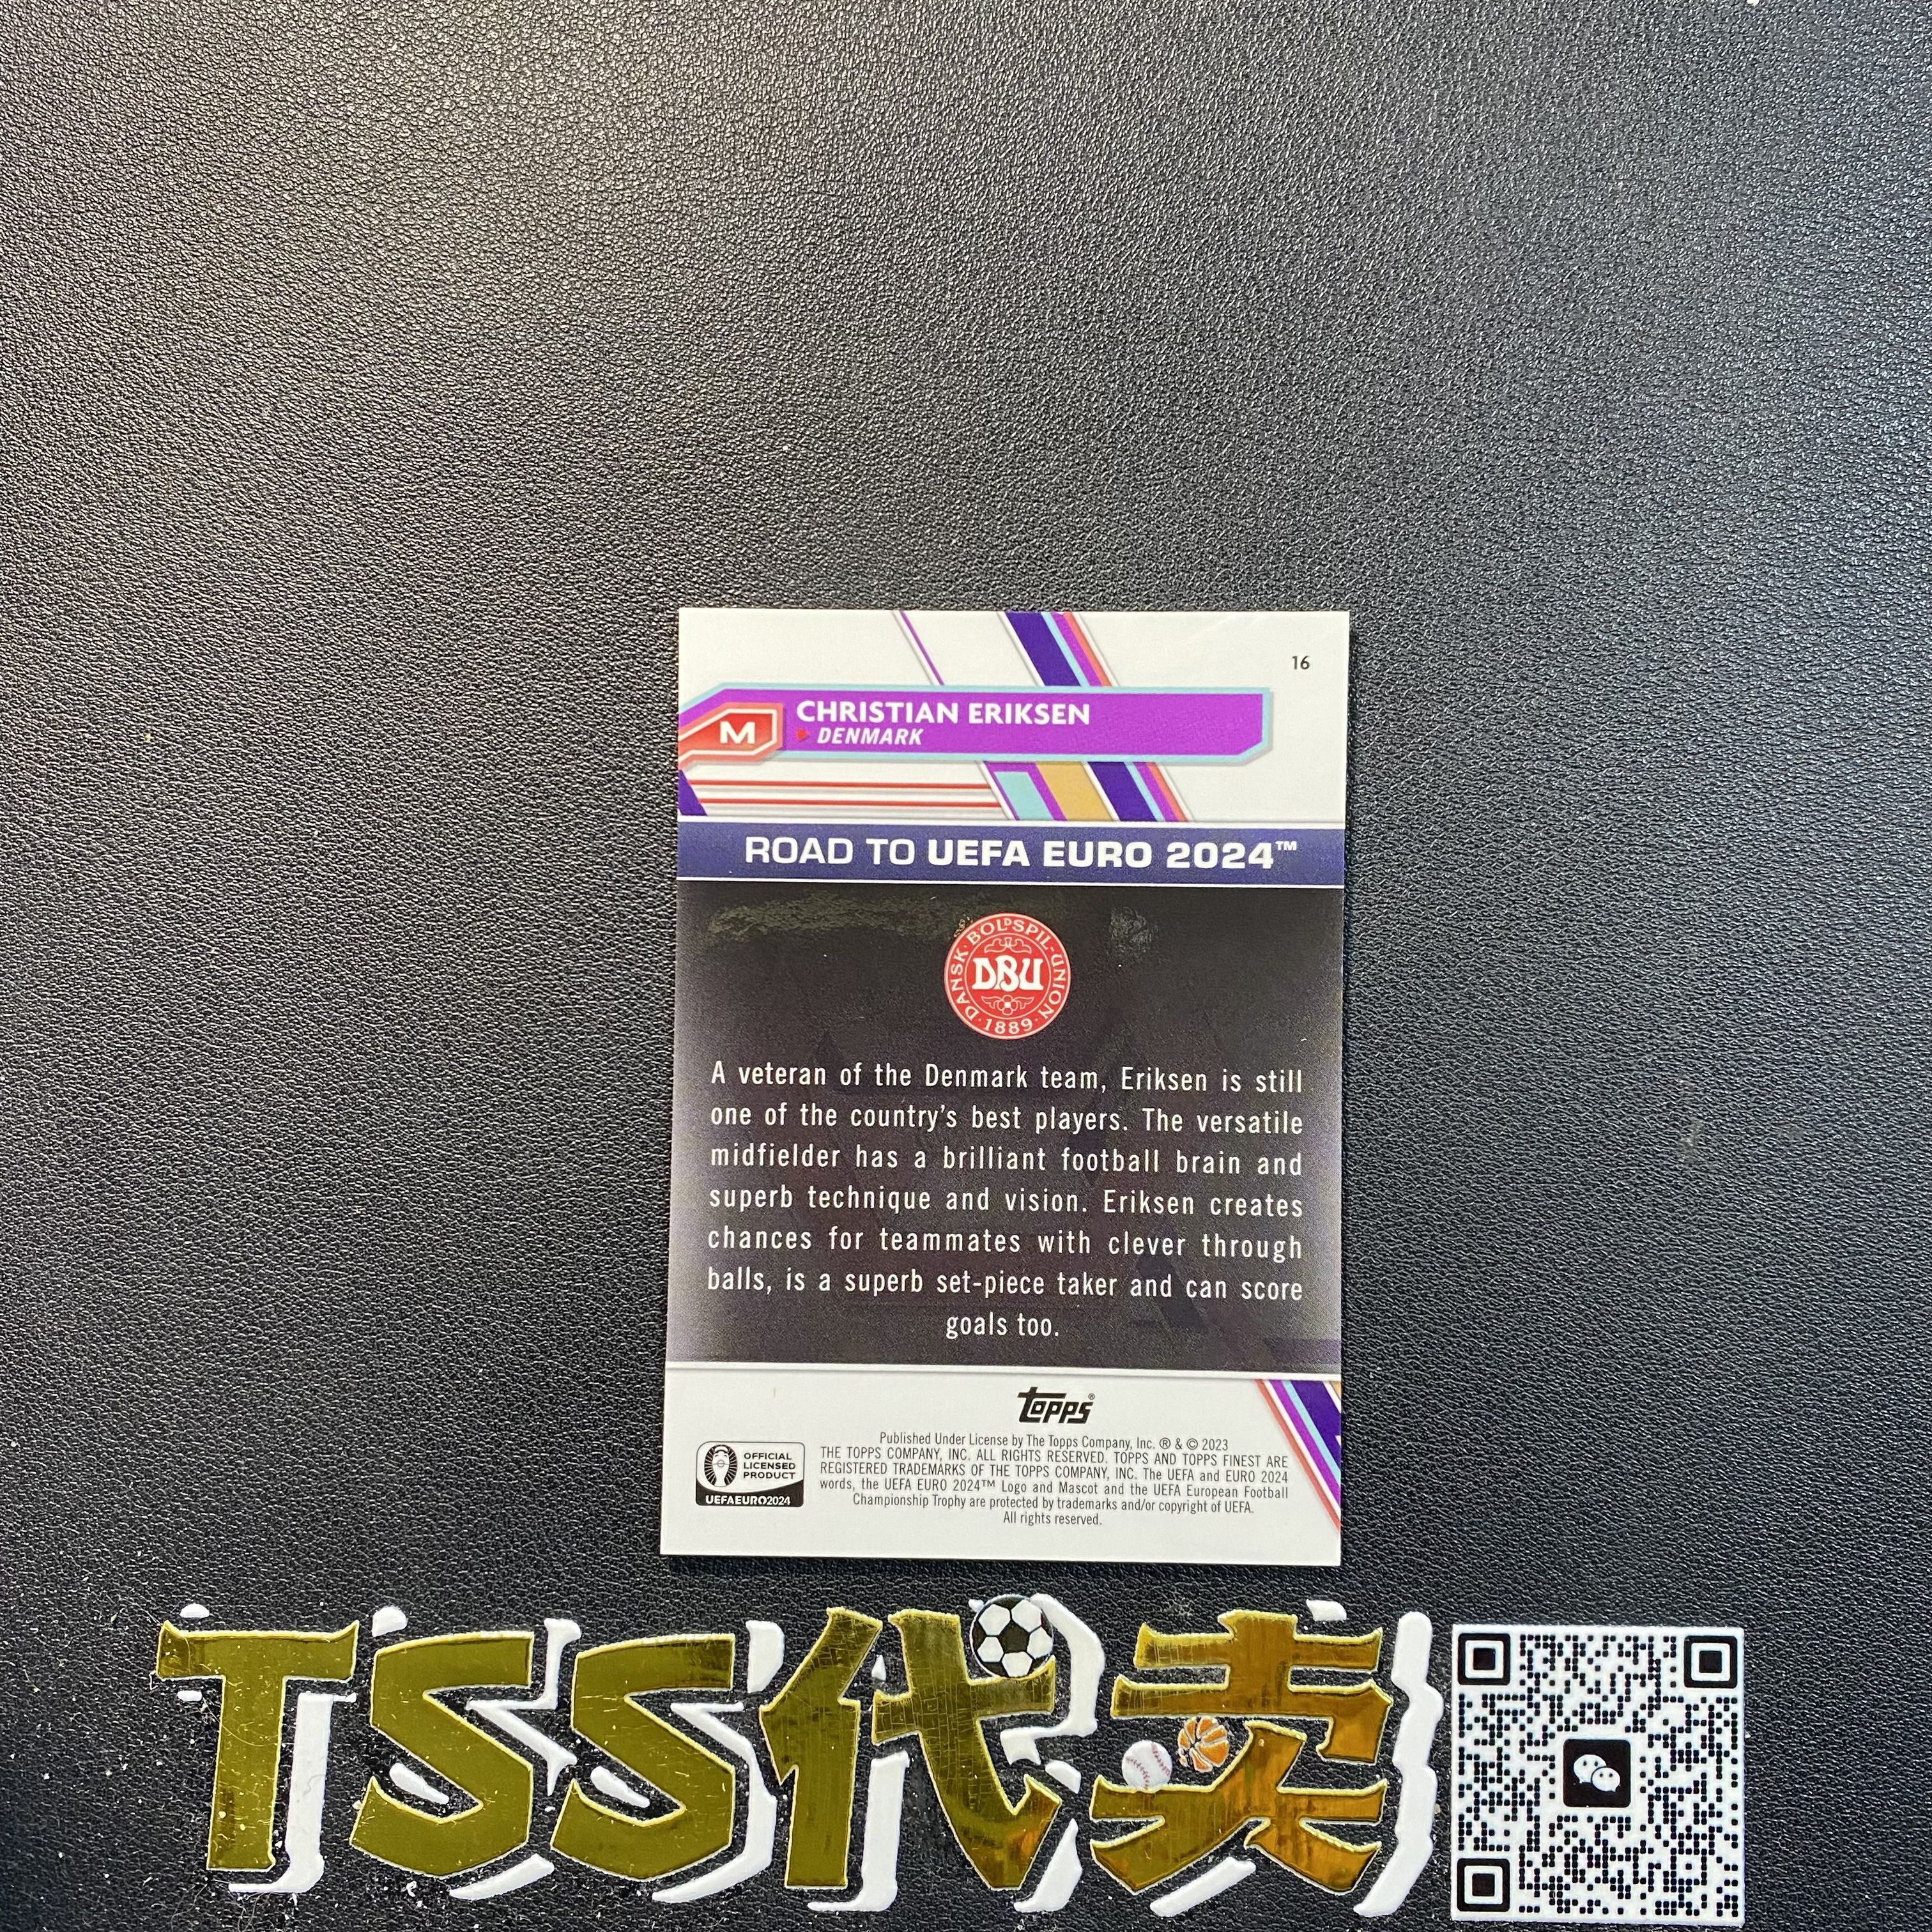 16
CHRISTIAN ERIKSEN
M
DENMARK
ROAD TO UEFA EURO 2024™
DANSK·BOLDSPIL-UNION
DBU
·1889·
A veteran of the Denmark team, Eriksen is still
one of the country's best players. The versatile
midfielder has a brilliant football brain and
superb technique and vision. Eriksen creates
chances for teammates with clever through
balls, is a superb set-piece taker and can score
goals too.
Topps®
Published Under License by The Topps Company, Inc. ® & © 2023
THE TOPPS COMPANY, INC. ALL RIGHTS RESERVED. TOPPS AND TOPPS FINEST ARE
REGISTERED TRADEMARKS OF THE TOPPS COMPANY, INC. The UEFA and EURO 2024
words, the UEFA EURO 2024™ Logo and Mascot and the UEFA European Football
Championship Trophy are protected by trademarks and/or copyright of UEFA.
All rights reserved.
OFFICIAL
LICENSED
PRODUCT
UEFAEURO2024
TSS代卖